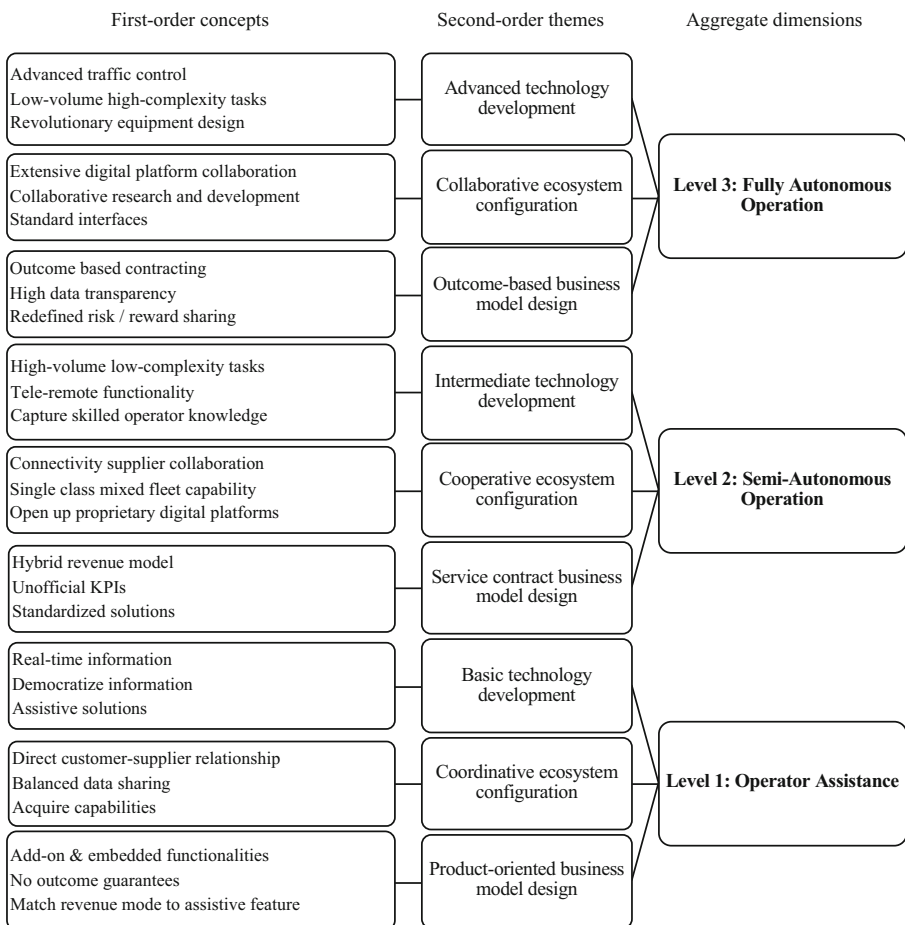 First-order concepts
Second-order themes
Aggregate dimensions
Advanced traffic control
Low-volume high-complexity tasks
Revolutionary equipment design
Advanced technology
development
Extensive digital platform collaboration
Collaborative research and development
Standard interfaces
Collaborative ecosystem
configuration
Outcome based contracting
High data transparency
Redefined risk / reward sharing
Outcome-based business
model design
Level 3: Fully Autonomous
Operation
High-volume low-complexity tasks
Tele-remote functionality
Capture skilled operator knowledge
Intermediate technology
development
Connectivity supplier collaboration
Single class mixed fleet capability
Open up proprietary digital platforms
Cooperative ecosystem
configuration
Hybrid revenue model
Unofficial KPIs
Standardized solutions
Service contract business
model design
Level 2: Semi-Autonomous
Operation
Real-time information
Democratize information
Assistive solutions
Basic technology
development
Direct customer-supplier relationship
Balanced data sharing
Acquire capabilities
Coordinative ecosystem
configuration
Add-on & embedded functionalities
No outcome guarantees
Match revenue mode to assistive feature
Product-oriented business
model design
Level 1: Operator Assistance